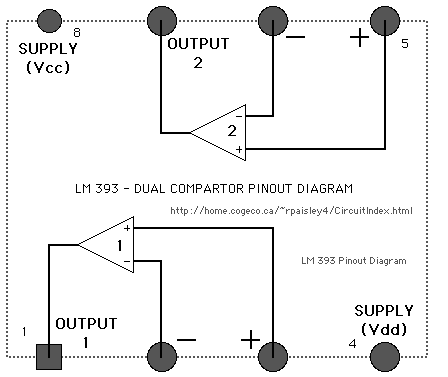 8
SUPPLY
(Vcc)
OUTPUT
2
−
+
5
−
2
+
LM 393 - DUAL COMPARTOR PINOUT DIAGRAM
http://home.cogeco.ca/~rpaisley4/CircuitIndex.html
+
1
−
LM 393 Pinout Diagram
1
OUTPUT
1
−
+
SUPPLY
(Vdd)
4